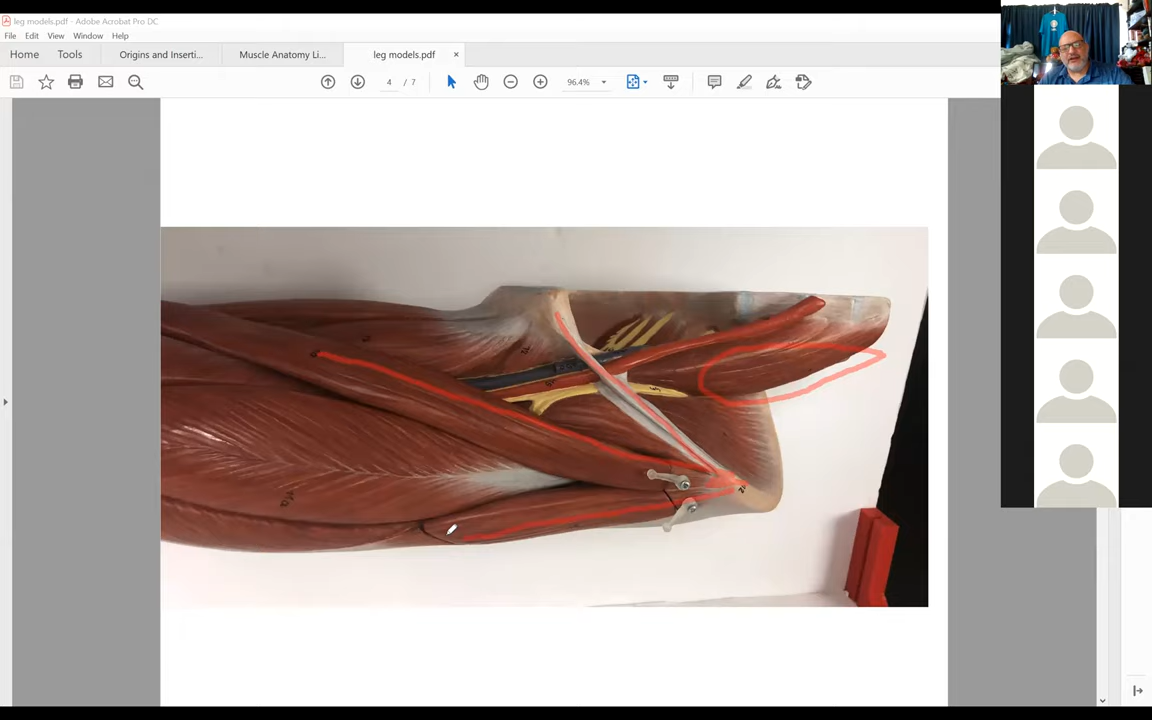 leg models.pdf - Adobe Acrobat Pro DC
File Edit View Window Help
Home Tools Origins and Inserti... Muscle Anatomy Li... leg models.pdf ×
4 / 7 96.4%